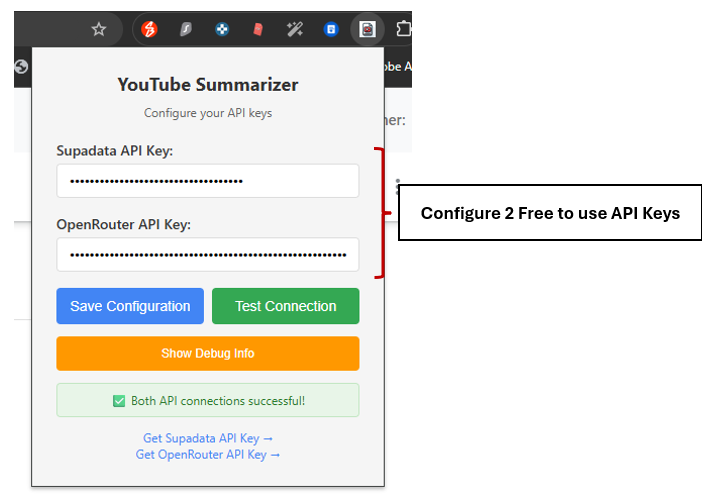 obe A
ner:
YouTube Summarizer
Configure your API keys
Supadata API Key:
••••••••••••••••••••••••••••••••••••
OpenRouter API Key:
••••••••••••••••••••••••••••••••••••••••••••••••••••••••••
Configure 2 Free to use API Keys
Save Configuration
Test Connection
Show Debug Info
✅ Both API connections successful!
Get Supadata API Key →
Get OpenRouter API Key →